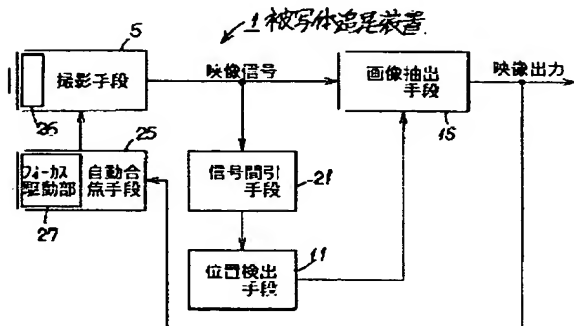 1 被写体追尾装置
5
撮影手段
26
映像信号
画像抽出
手段
15
映像出力
25
フォーカス
駆動部
自動合
焦手段
27
信号間引
手段
21
位置検出
手段
11